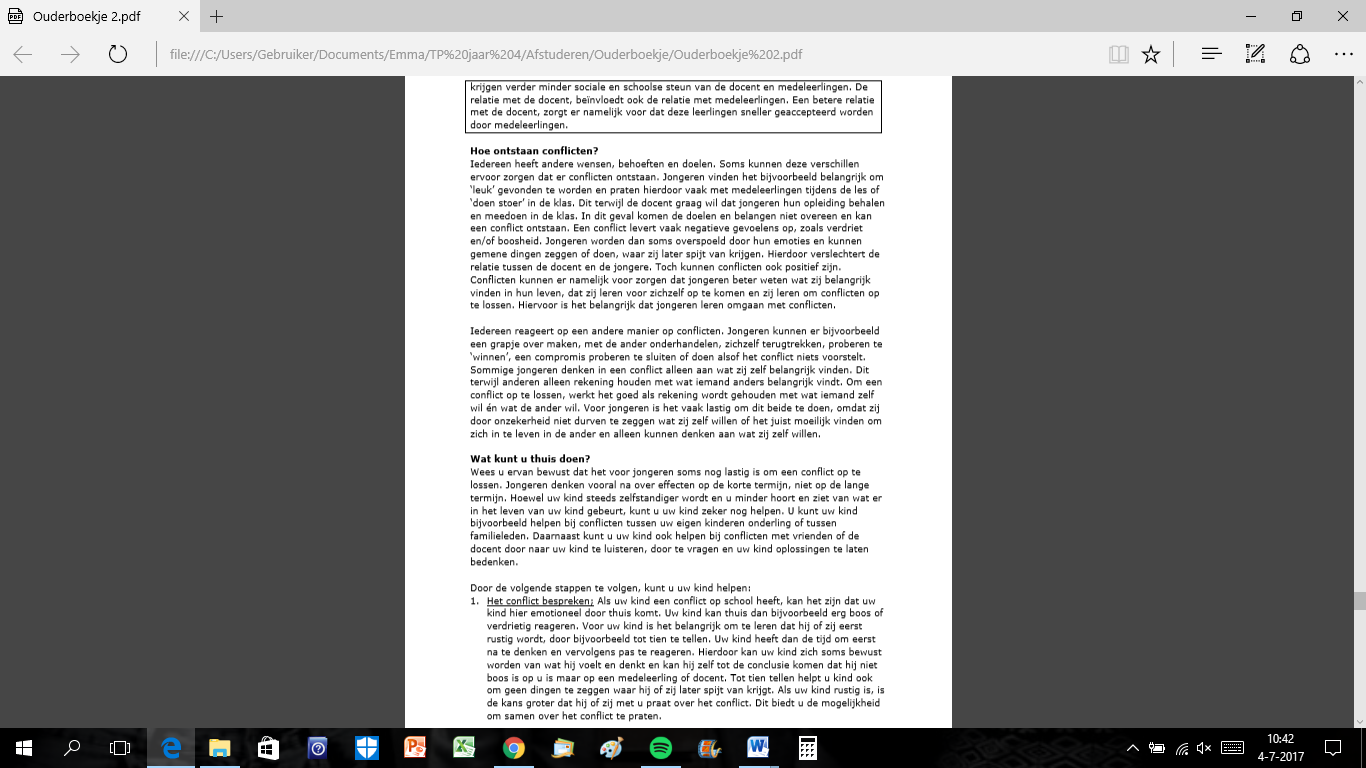 Ouderboekje 2.pdf
file:///C:/Users/Gebruiker/Documents/Emma/TP%20jaar%204/Afstuderen/Ouderboekje/Ouderboekje%202.pdf
krijgen verder minder sociale en schoolse steun van de docent en medeleerlingen. De
relatie met de docent, beïnvloedt ook de relatie met medeleerlingen. Een betere relatie
met de docent, zorgt er namelijk voor dat deze leerlingen sneller geaccepteerd worden
door medeleerlingen.
Hoe ontstaan conflicten?
Iedereen heeft andere wensen, behoeften en doelen. Soms kunnen deze verschillen
ervoor zorgen dat er conflicten ontstaan. Jongeren vinden het bijvoorbeeld belangrijk om
'leuk' gevonden te worden en praten hierdoor vaak met medeleerlingen tijdens de les of
'doen stoer' in de klas. Dit terwijl de docent graag wil dat jongeren hun opleiding behalen
en meedoen in de klas. In dit geval komen de doelen en belangen niet overeen en kan
een conflict ontstaan. Een conflict levert vaak negatieve gevoelens op, zoals verdriet
en/of boosheid. Jongeren worden dan soms overspoeld door hun emoties en kunnen
gemene dingen zeggen of doen, waar zij later spijt van krijgen. Hierdoor verslechtert de
relatie tussen de docent en de jongere. Toch kunnen conflicten ook positief zijn.
Conflicten kunnen er namelijk voor zorgen dat jongeren beter weten wat zij belangrijk
vinden in hun leven, dat zij leren voor zichzelf op te komen en zij leren om conflicten op
te lossen. Hiervoor is het belangrijk dat jongeren leren omgaan met conflicten.
Iedereen reageert op een andere manier op conflicten. Jongeren kunnen er bijvoorbeeld
een grapje over maken, met de ander onderhandelen, zichzelf terugtrekken, proberen te
'winnen', een compromis proberen te sluiten of doen alsof het conflict niets voorstelt.
Sommige jongeren denken in een conflict alleen aan wat zij zelf belangrijk vinden. Dit
terwijl anderen alleen rekening houden met wat iemand anders belangrijk vindt. Om een
conflict op te lossen, werkt het goed als rekening wordt gehouden met wat iemand zelf
wil én wat de ander wil. Voor jongeren is het vaak lastig om dit beide te doen, omdat zij
door onzekerheid niet durven te zeggen wat zij zelf willen of het juist moeilijk vinden om
zich in te leven in de ander en alleen kunnen denken aan wat zij zelf willen.
Wat kunt u thuis doen?
Wees u ervan bewust dat het voor jongeren soms nog lastig is om een conflict op te
lossen. Jongeren denken vooral na over effecten op de korte termijn, niet op de lange
termijn. Hoewel uw kind steeds zelfstandiger wordt en u minder hoort en ziet van wat er
in het leven van uw kind gebeurt, kunt u uw kind zeker nog helpen. U kunt uw kind
bijvoorbeeld helpen bij conflicten tussen uw eigen kinderen onderling of tussen
familieleden. Daarnaast kunt u uw kind ook helpen bij conflicten met vrienden of de
docent door naar uw kind te luisteren, door te vragen en uw kind oplossingen te laten
bedenken.
Door de volgende stappen te volgen, kunt u uw kind helpen:
1. Het conflict bespreken; Als uw kind een conflict op school heeft, kan het zijn dat uw
kind hier emotioneel door thuis komt. Uw kind kan thuis dan bijvoorbeeld erg boos of
verdrietig reageren. Voor uw kind is het belangrijk om te leren dat hij of zij eerst
rustig wordt, door bijvoorbeeld tot tien te tellen. Uw kind heeft dan de tijd om eerst
na te denken en vervolgens pas te reageren. Hierdoor kan uw kind zich soms bewust
worden van wat hij voelt en denkt en kan hij zelf tot de conclusie komen dat hij niet
boos is op u is maar op een medeleerling of docent. Tot tien tellen helpt u kind ook
om geen dingen te zeggen waar hij of zij later spijt van krijgt. Als uw kind rustig is, is
de kans groter dat hij of zij met u praat over het conflict. Dit biedt u de mogelijkheid
om samen over het conflict te praten.
10:42
4-7-2017